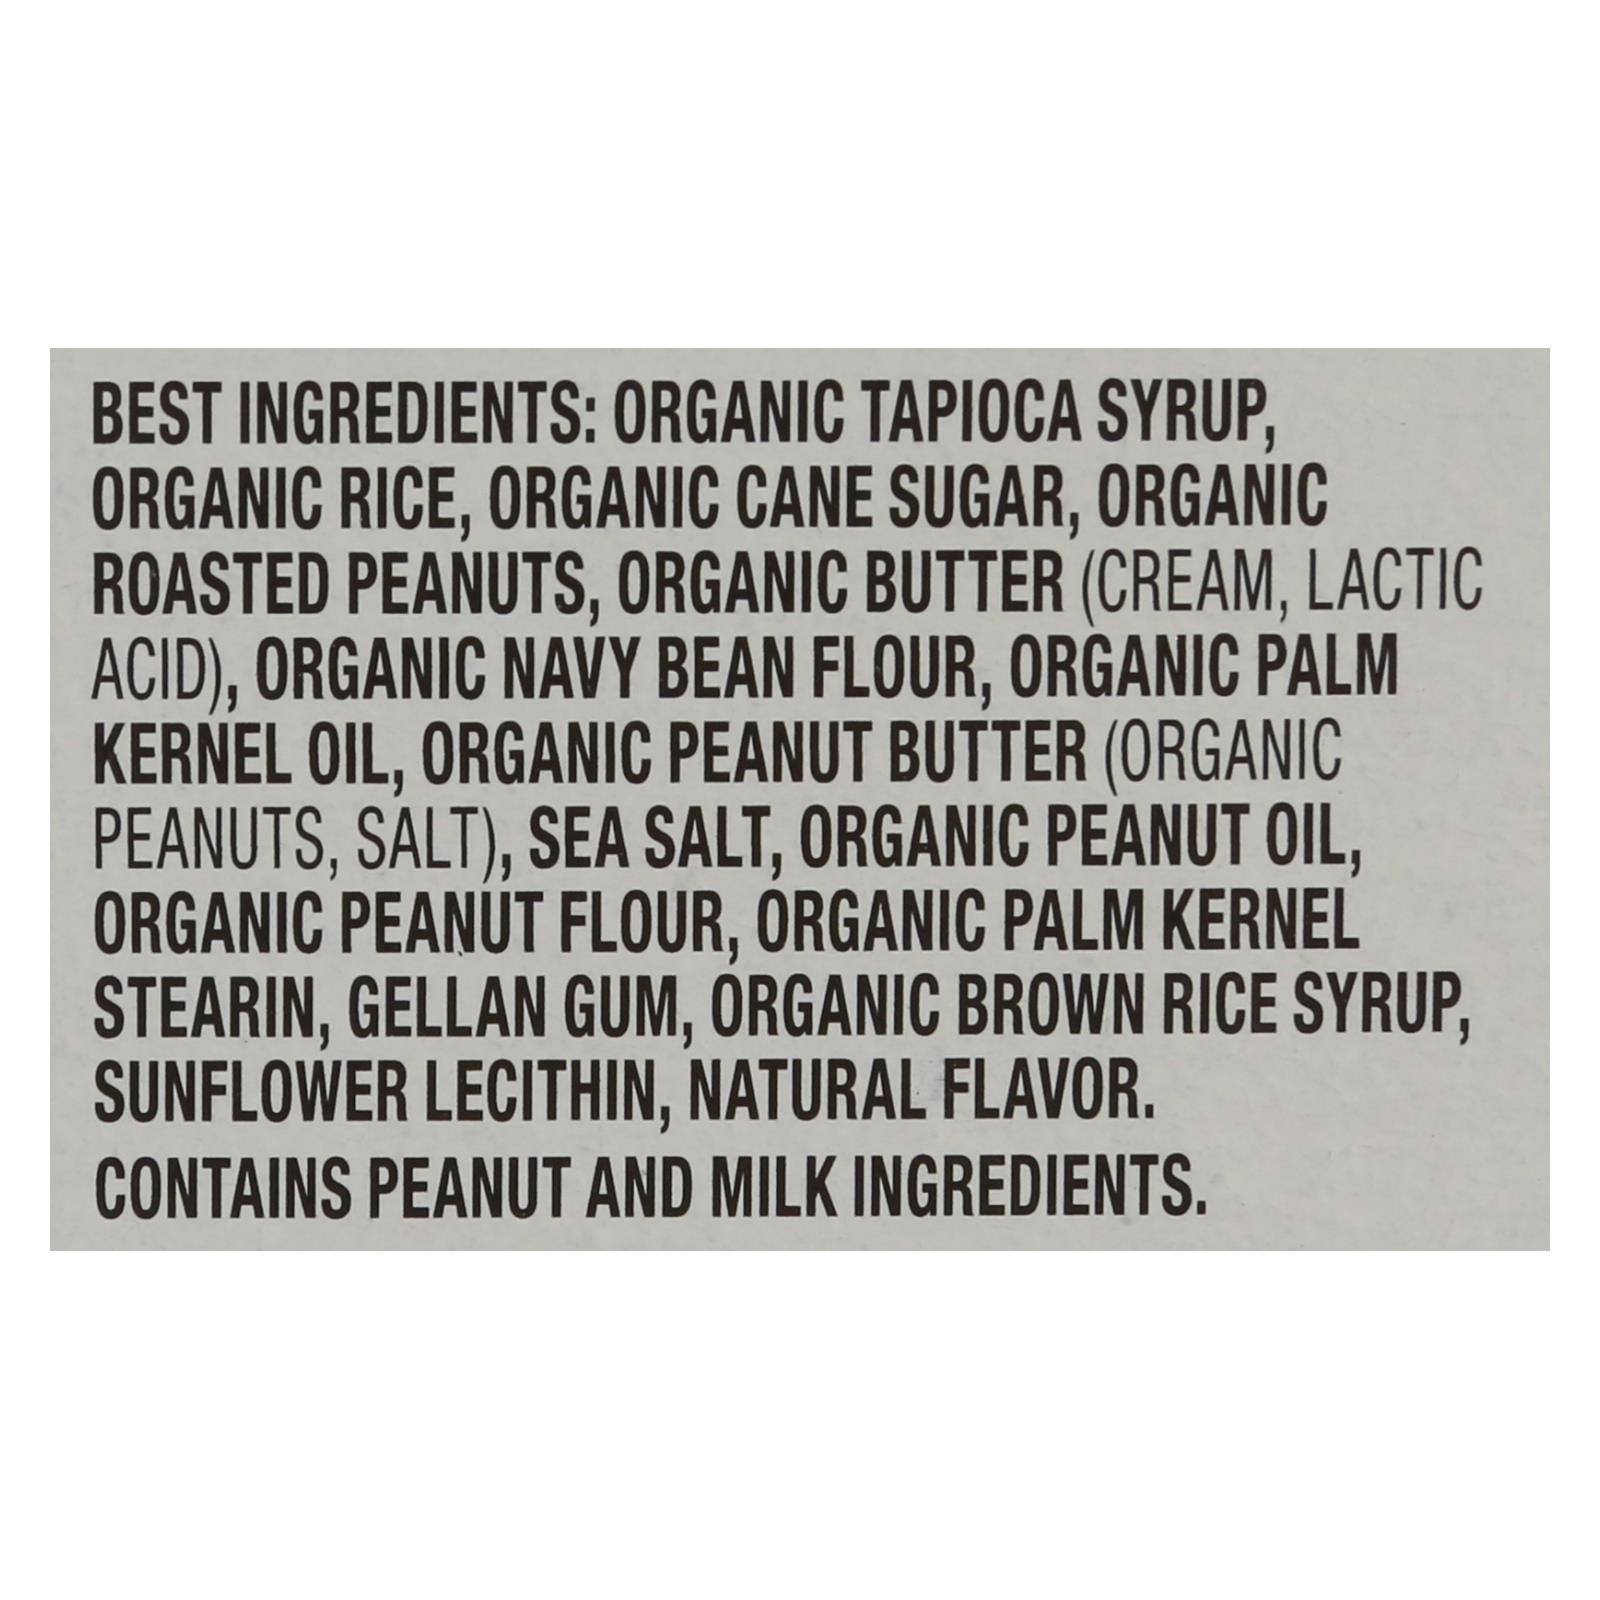 BEST INGREDIENTS: ORGANIC TAPIOCA SYRUP,
ORGANIC RICE, ORGANIC CANE SUGAR, ORGANIC
ROASTED PEANUTS, ORGANIC BUTTER (CREAM, LACTIC
ACID), ORGANIC NAVY BEAN FLOUR, ORGANIC PALM
KERNEL OIL, ORGANIC PEANUT BUTTER (ORGANIC
PEANUTS, SALT), SEA SALT, ORGANIC PEANUT OIL,
ORGANIC PEANUT FLOUR, ORGANIC PALM KERNEL
STEARIN, GELLAN GUM, ORGANIC BROWN RICE SYRUP,
SUNFLOWER LECITHIN, NATURAL FLAVOR.
CONTAINS PEANUT AND MILK INGREDIENTS.